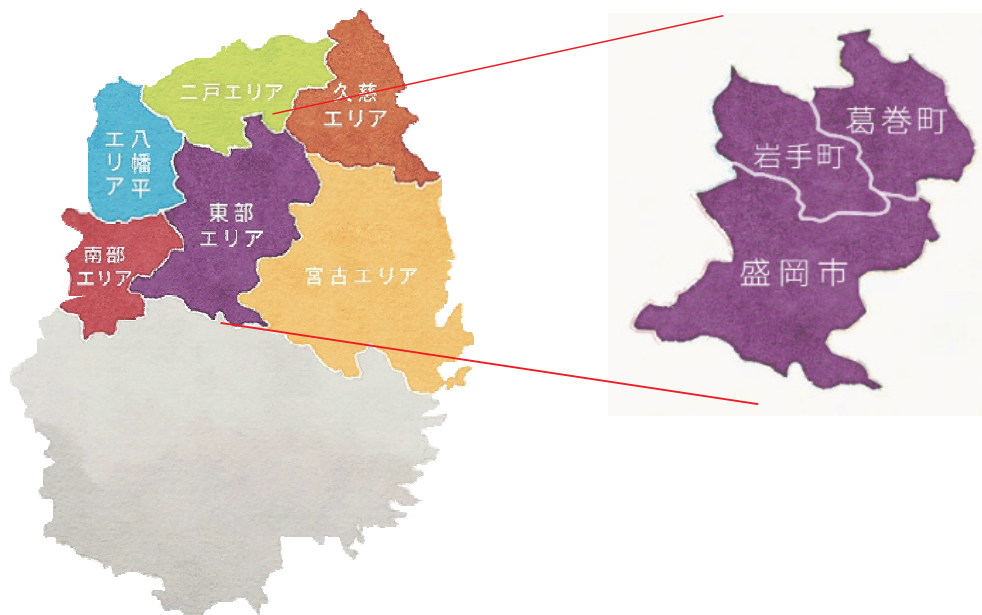 二戸エリア
久慈
エリア
八幡平
エリア
東部
エリア
南部
エリア
宮古エリア
葛巻町
岩手町
盛岡市